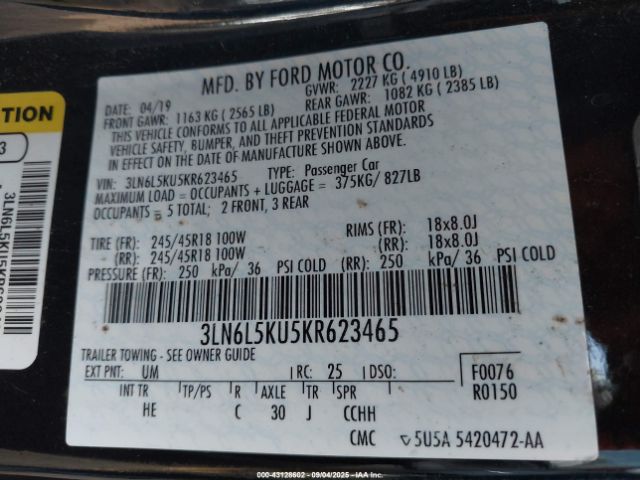 MFD. BY FORD MOTOR CO.
DATE: 04/19 GVWR: 2227 KG ( 4910 LB)
FRONT GAWR: 1163 KG ( 2565 LB) REAR GAWR: 1082 KG ( 2385 LB)
THIS VEHICLE CONFORMS TO ALL APPLICABLE FEDERAL MOTOR
VEHICLE SAFETY, BUMPER, AND THEFT PREVENTION STANDARDS
IN EFFECT ON THE DATE OF MANUFACTURE SHOWN ABOVE.
VIN: 3LN6L5KU5KR623465 TYPE: Passenger Car
MAXIMUM LOAD = OCCUPANTS + LUGGAGE = 375KG/ 827LB
OCCUPANTS = 5 TOTAL; 2 FRONT, 3 REAR
TIRE (FR): 245/45R18 100W RIMS (FR): 18x8.0J
(RR): 245/45R18 100W (RR): 18x8.0J
PRESSURE (FR): 250 kPa/ 36 PSI COLD (RR): 250 kPa/ 36 PSI COLD
3LN6L5KU5KR623465
TRAILER TOWING - SEE OWNER GUIDE
EXT PNT: UM RC: 25 DSO: F0076
R0150
INT TR TP/PS R AXLE TR SPR
HE C 30 J CCHH
CMC 5U5A 5420472-AA
000-43128602 - 09/04/2025 - IAAI.COM